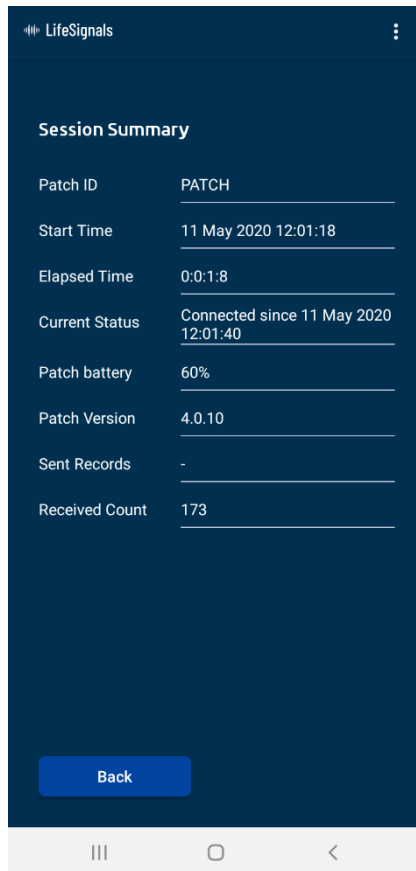 LifeSignals
Session Summary
Patch ID PATCH
Start Time 11 May 2020 12:01:18
Elapsed Time 0:0:1:8
Current Status Connected since 11 May 2020
12:01:40
Patch battery 60%
Patch Version 4.0.10
Sent Records -
Received Count 173
Back